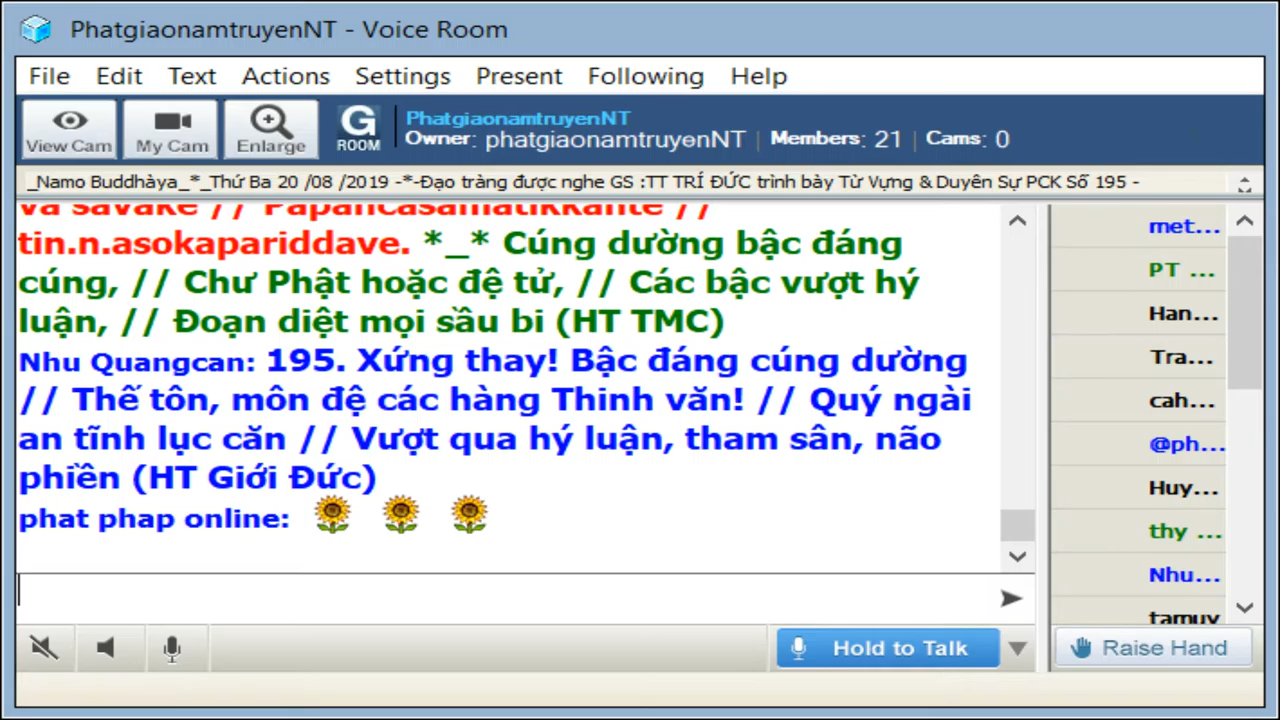 PhatgiaonamtruyenNT - Voice Room
File Edit Text Actions Settings Present Following Help
View Cam My Cam Enlarge G ROOM PhatgiaonamtruyenNT
Owner: phatgiaonamtruyenNT | Members: 21 | Cams: 0
_Namo Buddhàya_*_Thứ Ba 20 /08 /2019 -*-Đạo tràng được nghe GS :TT TRÍ ĐỨC trình bày Từ Vựng & Duyên Sự PCK Số 195 -
và sàvake // Papancasamatikkante //
tin.n.asokapariddave. *_* Cúng dường bậc đáng
cúng, // Chư Phật hoặc đệ tử, // Các bậc vượt hý
luận, // Đoạn diệt mọi sầu bi (HT TMC)
Nhu Quangcan: 195. Xứng thay! Bậc đáng cúng dường
// Thế tôn, môn đệ các hàng Thinh văn! // Quý ngài
an tĩnh lục căn // Vượt qua hý luận, tham sân, não
phiền (HT Giới Đức)
phat phap online:
met...
PT ...
Han...
Tra...
cah...
@ph...
Huy...
thy ...
Nhu...
tamuy
Hold to Talk
Raise Hand